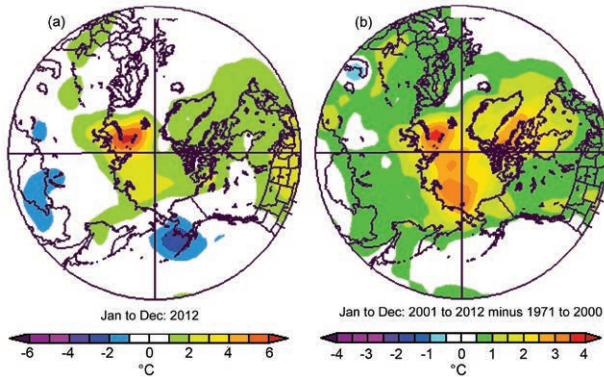 (a)
(b)
Jan to Dec: 2012
Jan to Dec: 2001 to 2012 minus 1971 to 2000
-6 -4 -2 0 2 4 6
-4 -3 -2 -1 0 1 2 3 4
°C
°C